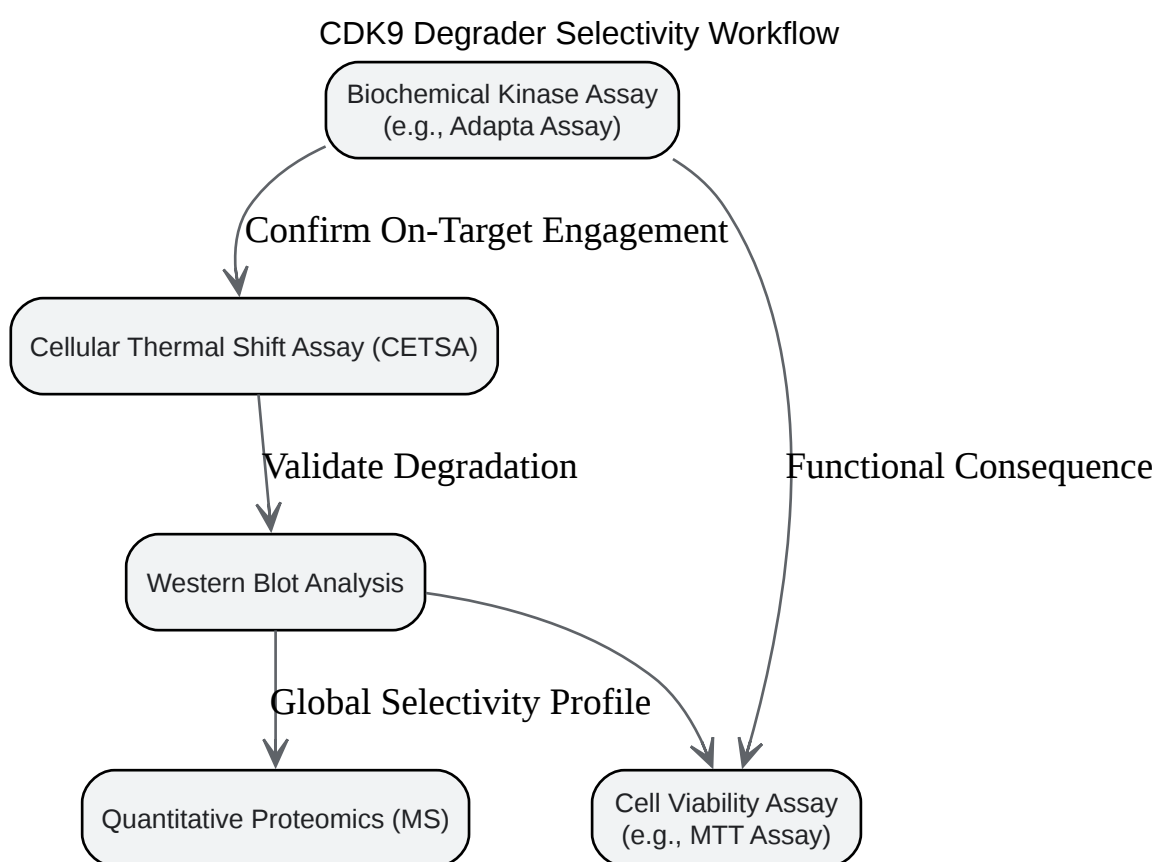 CDK9 Degrader Selectivity Workflow
Biochemical Kinase Assay
(e.g., Adapta Assay)
Confirm On-Target Engagement
Cellular Thermal Shift Assay (CETSA)
Validate Degradation
Functional Consequence
Western Blot Analysis
Global Selectivity Profile
Quantitative Proteomics (MS)
Cell Viability Assay
(e.g., MTT Assay)